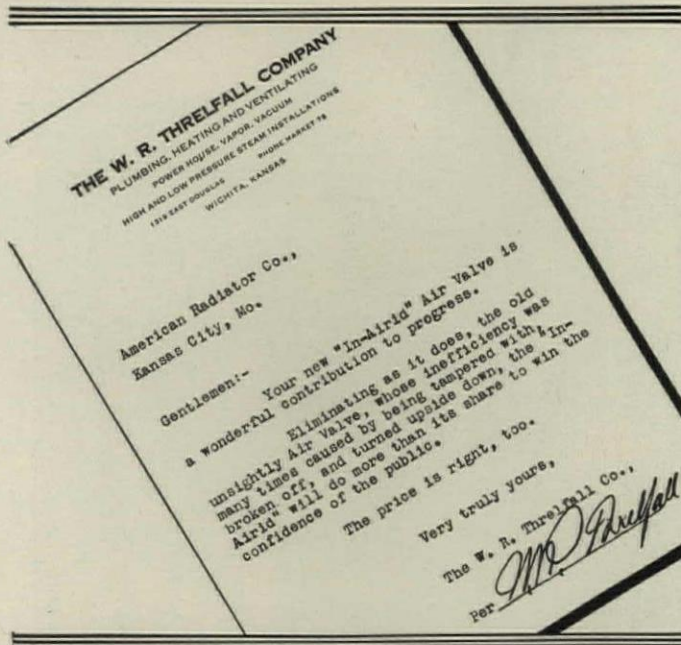 THE W. R. THRELFALL COMPANY
PLUMBING, HEATING AND VENTILATING
POWER HOUSE, VAPOR, VACUUM
HIGH AND LOW PRESSURE STEAM INSTALLATIONS
1319 EAST DOUGLAS PHONE MARKET 78
WICHITA, KANSAS
American Radiator Co.,
Kansas City, Mo.
Gentlemen:-
Your new "In-Airid" Air Valve is
a wonderful contribution to progress.
Eliminating as it does, the old
unsightly Air Valve, whose inefficiency was
many times caused by being tampered with,
broken off, and turned upside down, the "In-
Airid" will do more than its share to win the
confidence of the public.
The price is right, too.
Very truly yours,
The W. R. Threlfall Co.,
Per W. R. Threlfall